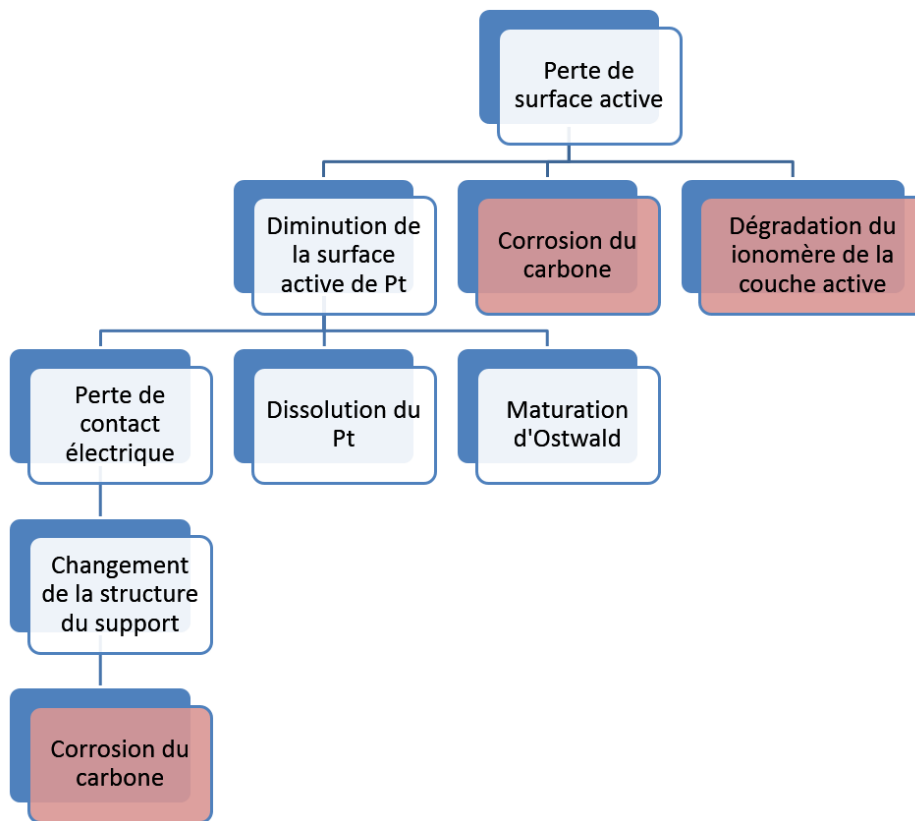 Perte de
surface active
Diminution de
la surface
active de Pt
Corrosion du
carbone
Dégradation du
ionomère de la
couche active
Perte de
contact
électrique
Dissolution du
Pt
Maturation
d'Ostwald
Changement
de la structure
du support
Corrosion du
carbone